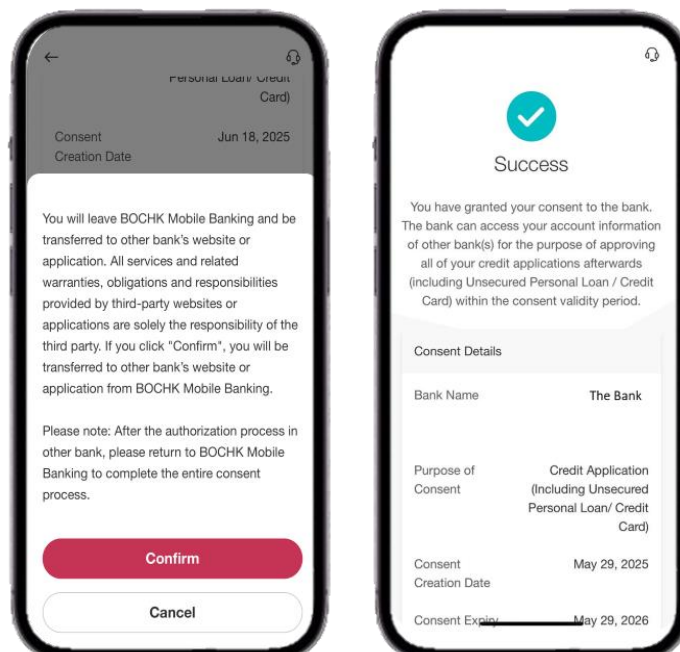 Personal Loan/ Credit
Card)
Consent
Creation Date
Jun 18, 2025
You will leave BOCHK Mobile Banking and be
transferred to other bank's website or
application. All services and related
warranties, obligations and responsibilities
provided by third-party websites or
applications are solely the responsibility of the
third party. If you click "Confirm", you will be
transferred to other bank's website or
application from BOCHK Mobile Banking.
Please note: After the authorization process in
other bank, please return to BOCHK Mobile
Banking to complete the entire consent
process.
Confirm
Cancel
Success
You have granted your consent to the bank.
The bank can access your account information
of other bank(s) for the purpose of approving
all of your credit applications afterwards
(including Unsecured Personal Loan / Credit
Card) within the consent validity period.
Consent Details
Bank Name
The Bank
Purpose of
Consent
Credit Application
(Including Unsecured
Personal Loan/ Credit
Card)
Consent
Creation Date
May 29, 2025
Consent Expiry
May 29, 2026